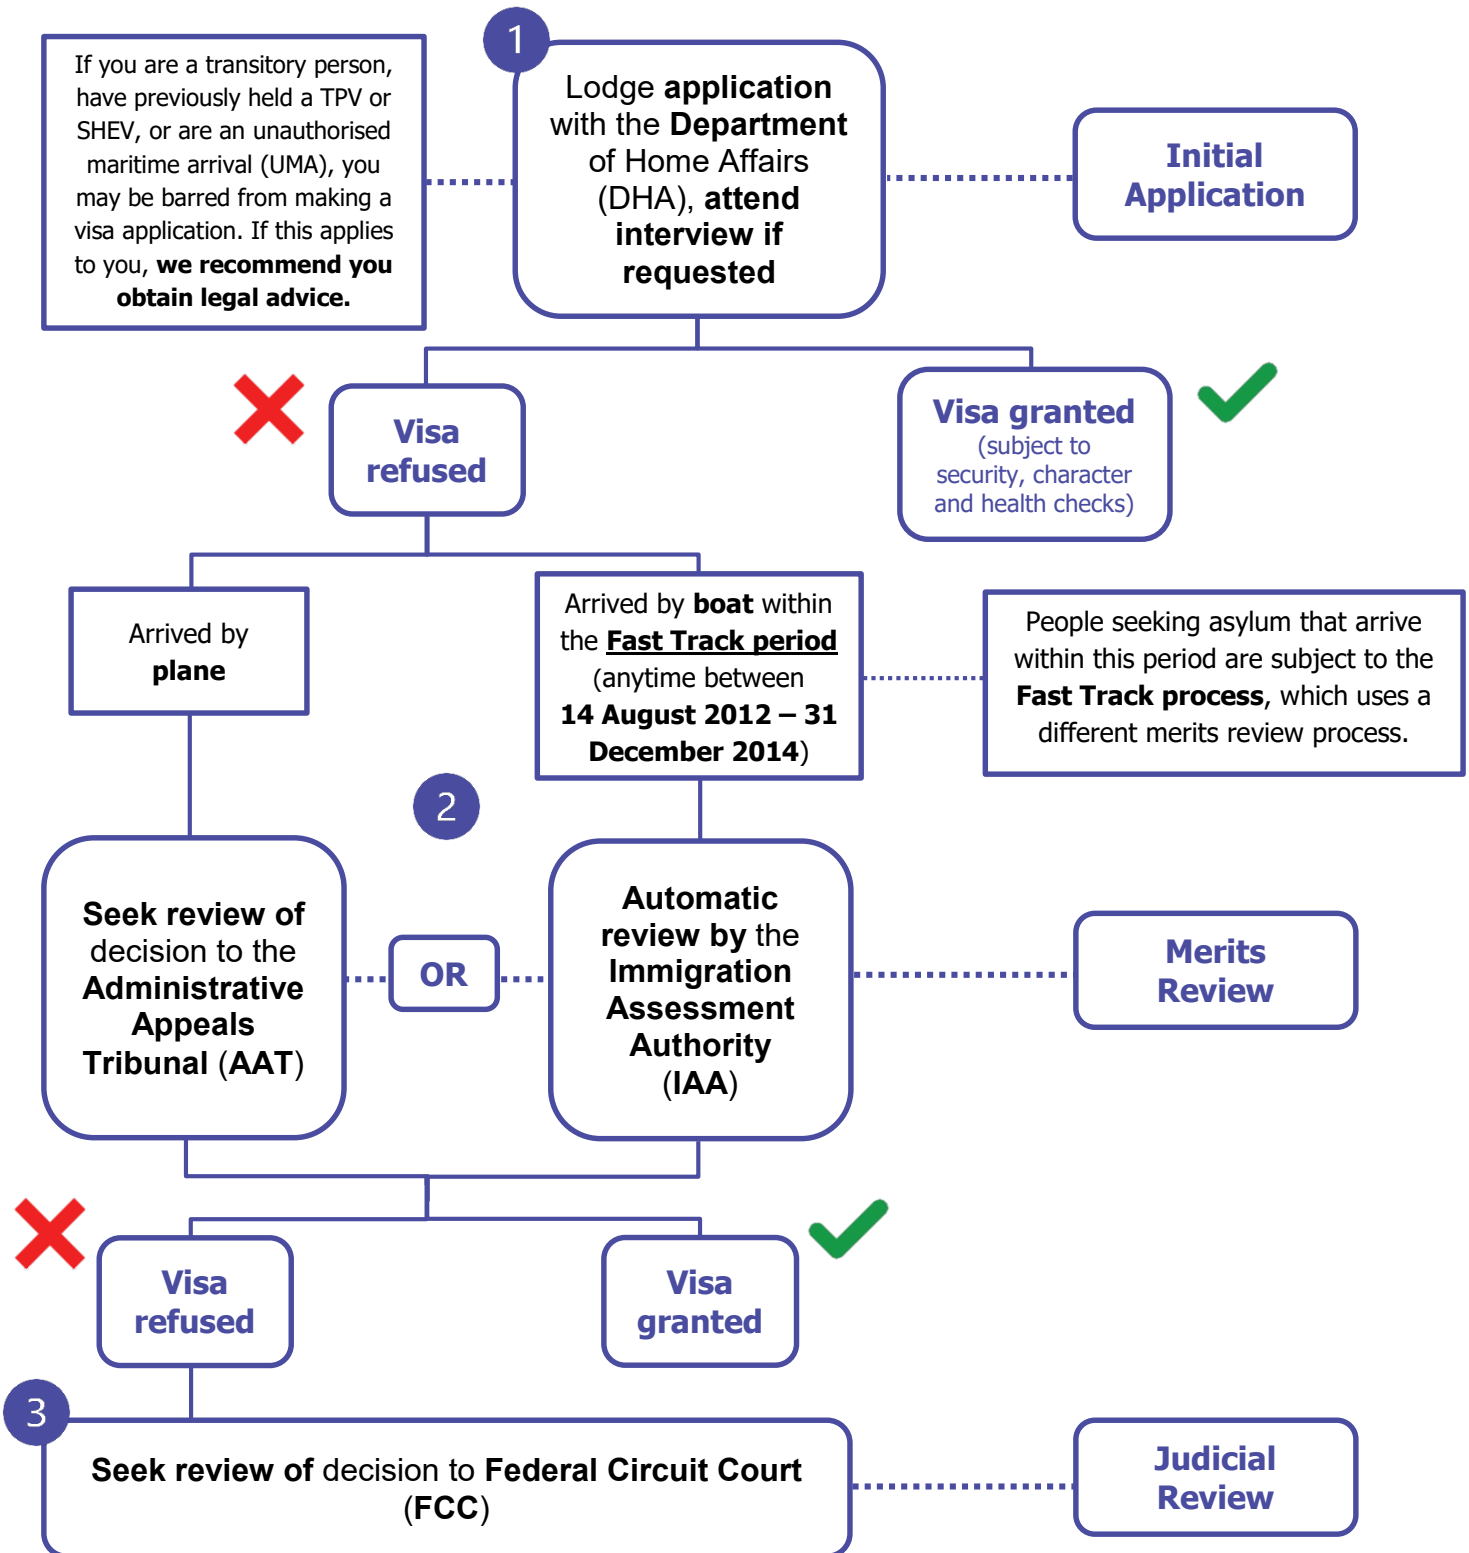 1
If you are a transitory person,
have previously held a TPV or
SHEV, or are an unauthorised
maritime arrival (UMA), you
may be barred from making a
visa application. If this applies
to you, we recommend you
obtain legal advice.
Lodge application
with the Department
of Home Affairs
(DHA), attend
interview if
requested
Initial
Application
Visa
refused
Visa granted
(subject to
security, character
and health checks)
Arrived by
plane
Arrived by boat within
the Fast Track period
(anytime between
14 August 2012 – 31
December 2014)
People seeking asylum that arrive
within this period are subject to the
Fast Track process, which uses a
different merits review process.
2
Seek review of
decision to the
Administrative
Appeals
Tribunal (AAT)
OR
Automatic
review by the
Immigration
Assessment
Authority
(IAA)
Merits
Review
Visa
refused
Visa
granted
3
Seek review of decision to Federal Circuit Court
(FCC)
Judicial
Review